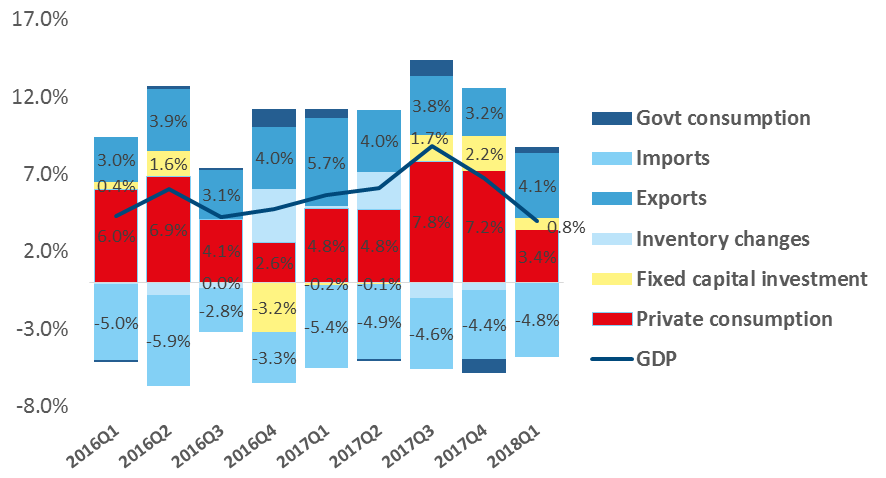 17.0%
12.0%
7.0%
2.0%
-3.0%
-8.0%
3.0%
0.4%
6.0%
-5.0%
3.9%
1.6%
6.9%
-5.9%
3.1%
4.1%
0.0%
-2.8%
4.0%
2.6%
-3.2%
-3.3%
5.7%
4.8%
-0.2%
-5.4%
4.0%
4.8%
-0.1%
-4.9%
3.8%
1.7%
7.8%
-4.6%
3.2%
2.2%
7.2%
-4.4%
4.1%
0.8%
3.4%
-4.8%
2016Q1
2016Q2
2016Q3
2016Q4
2017Q1
2017Q2
2017Q3
2017Q4
2018Q1
Govt consumption
Imports
Exports
Inventory changes
Fixed capital investment
Private consumption
GDP